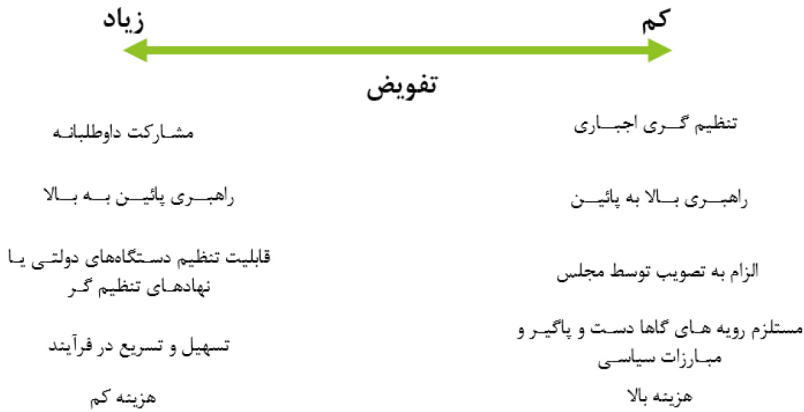 کم
زیاد
تفویض
تنظیم گری اجباری
مشارکت داوطلبانه
راهبری بالا به پائین
راهبری پائین به بالا
الزام به تصویب توسط مجلس
قابلیت تنظیم دستگاه‌های دولتی یا
نهادهای تنظیم گر
مستلزم رویه های گاها دست و پاگیر و
مبارزات سیاسی
تسهیل و تسریع در فرآیند
هزینه بالا
هزینه کم